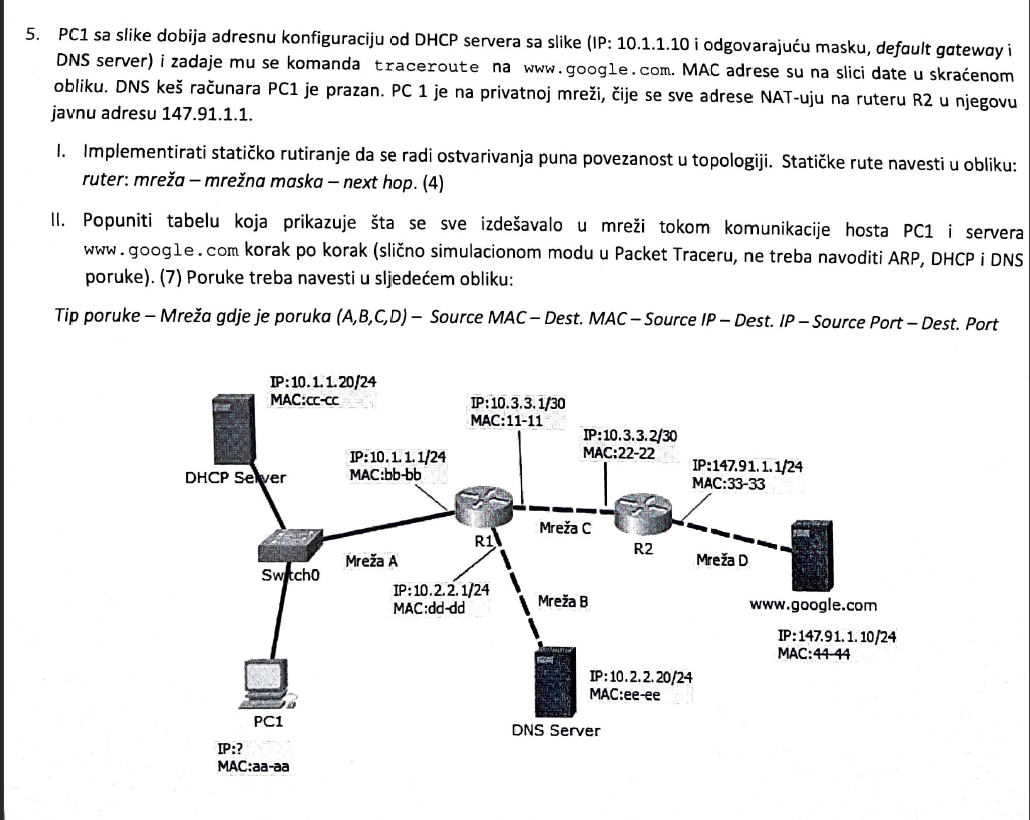 5. PC1 sa slike dobija adresnu konfiguraciju od DHCP servera sa slike (IP: 10.1.1.10 i odgovarajuću masku, default gateway i
DNS server) i zadaje mu se komanda traceroute na www.google.com. MAC adrese su na slici date u skraćenom
obliku. DNS keš računara PC1 je prazan. PC 1 je na privatnoj mreži, čije se sve adrese NAT-uju na ruteru R2 u njegovu
javnu adresu 147.91.1.1.
I. Implementirati statičko rutiranje da se radi ostvarivanja puna povezanost u topologiji. Statičke rute navesti u obliku:
ruter: mreža – mrežna maska – next hop. (4)
II. Popuniti tabelu koja prikazuje šta se sve izdešavalo u mreži tokom komunikacije hosta PC1 i servera
www.google.com korak po korak (slično simulacionom modu u Packet Traceru, ne treba navoditi ARP, DHCP i DNS
poruke). (7) Poruke treba navesti u sljedećem obliku:
Tip poruke – Mreža gdje je poruka (A,B,C,D) – Source MAC – Dest. MAC – Source IP – Dest. IP – Source Port – Dest. Port
IP:10.1.1.20/24
MAC:cc-cc
DHCP Server
IP:10.3.3.1/30
MAC:11-11
IP:10.1.1.1/24
MAC:bb-bb
IP:10.3.3.2/30
MAC:22-22
IP:147.91.1.1/24
MAC:33-33
Mreža C
R1
R2
Mreža A
Mreža D
Switch0
IP:10.2.2.1/24
MAC:dd-dd
Mreža B
www.google.com
IP:147.91.1.10/24
MAC:44-44
IP:10.2.2.20/24
MAC:ee-ee
DNS Server
PC1
IP:?
MAC:aa-aa